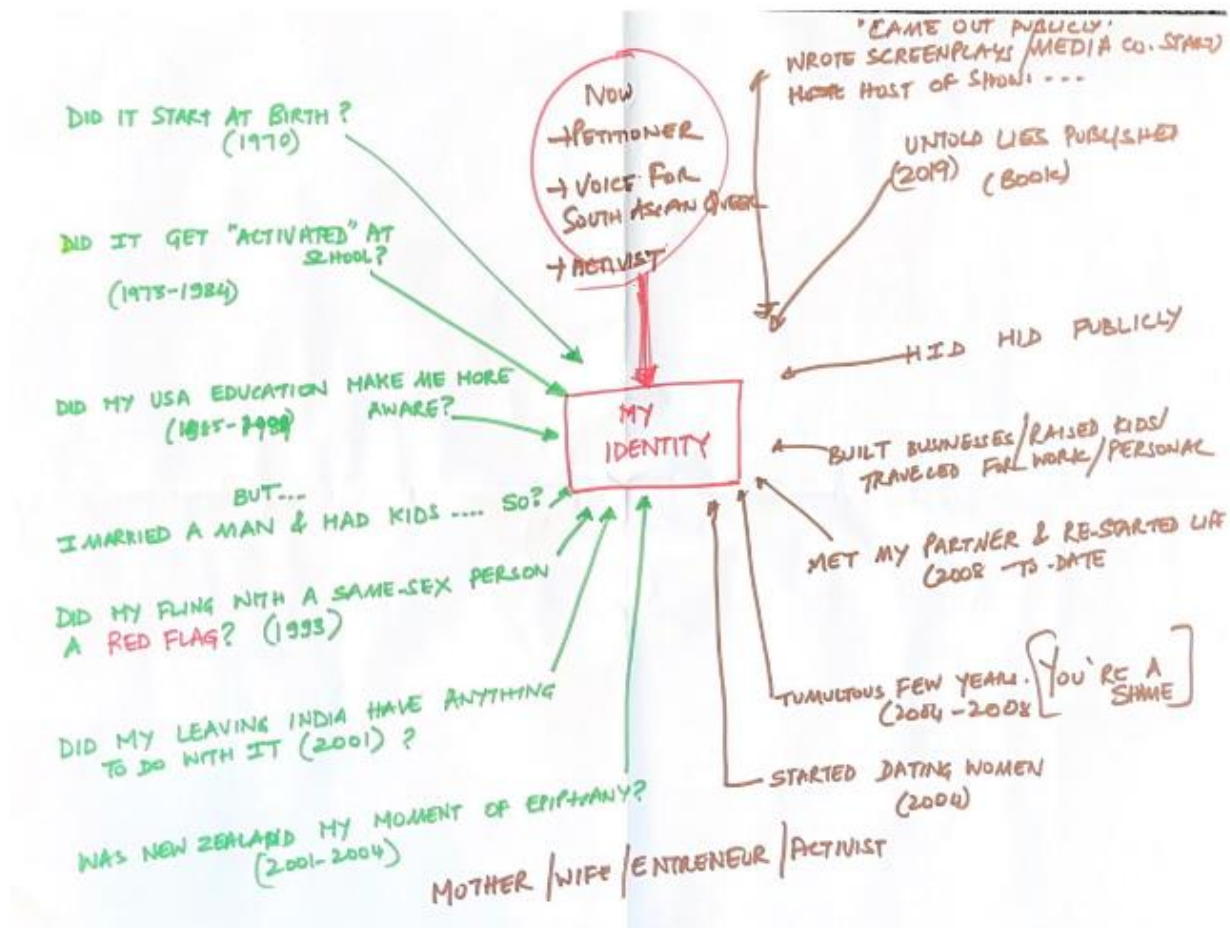 DID IT START AT BIRTH?
(1970)
DID IT GET "ACTIVATED" AT
SCHOOL?
DID MY USA EDUCATION MAKE ME MORE
AWARE?
BUT...
I MARRIED A MAN & HAD KIDS .... SO?
DID MY FLING WITH A SAME-SEX PERSON
A RED FLAG? (1993)
DID MY LEAVING INDIA HAVE ANYTHING
TO DO WITH IT (2001)?
WAS NEW ZEALAND MY MOMENT OF EPIPHANY?
(2001-2004)
NOW
→PETITIONER
→VOICE FOR
SOUTH ASIAN QUEER
→ACTIVIST
MY
IDENTITY
"CAME OUT PUBLICLY.
WROTE SCREENPLAYS/MEDIA CO. START)
HOST OF SHOW: ...
UNTOLD LIES PUBLISHED
(2019) (BOOK)
HID HID PUBLICLY
BUILT BUSINESSES/RAISED KIDS/
TRAVELED FOR WORK/PERSONAL
MET MY PARTNER & RE-STARTED LIFE
(2008 -TO-DATE
TUMULTOUS FEW YEARS. [YOU'RE A
(2004-2008 SHAME]
STARTED DATING WOMEN
(2004)
MOTHER/WIFE/ENTRENEUR/ACTIVIST